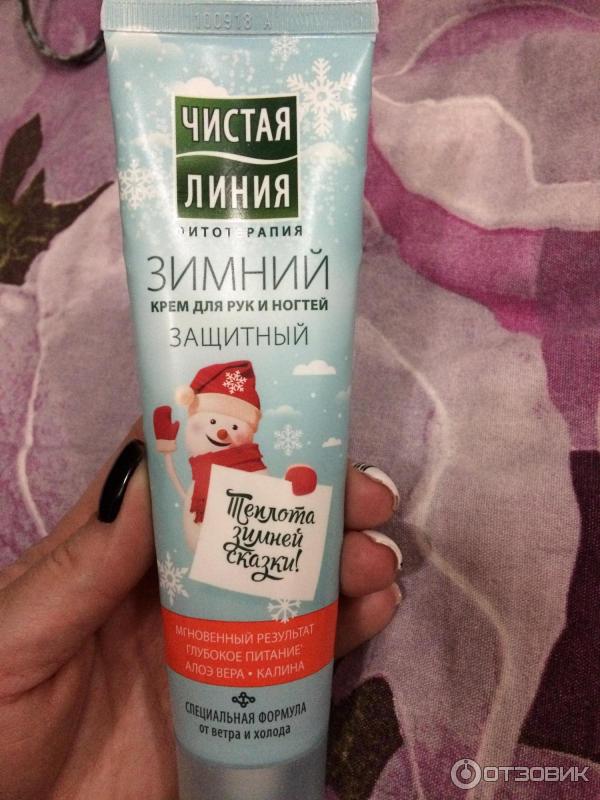 100918 А
ЧИСТАЯ
ЛИНИЯ
ФИТОТЕРАПИЯ
ЗИМНИЙ
КРЕМ ДЛЯ РУК И НОГТЕЙ
ЗАЩИТНЫЙ
Теплота
зимней
сказки!
МГНОВЕННЫЙ РЕЗУЛЬТАТ
ГЛУБОКОЕ ПИТАНИЕ
АЛОЭ ВЕРА • КАЛИНА
СПЕЦИАЛЬНАЯ ФОРМУЛА
от ветра и холода
ОТЗОВИК